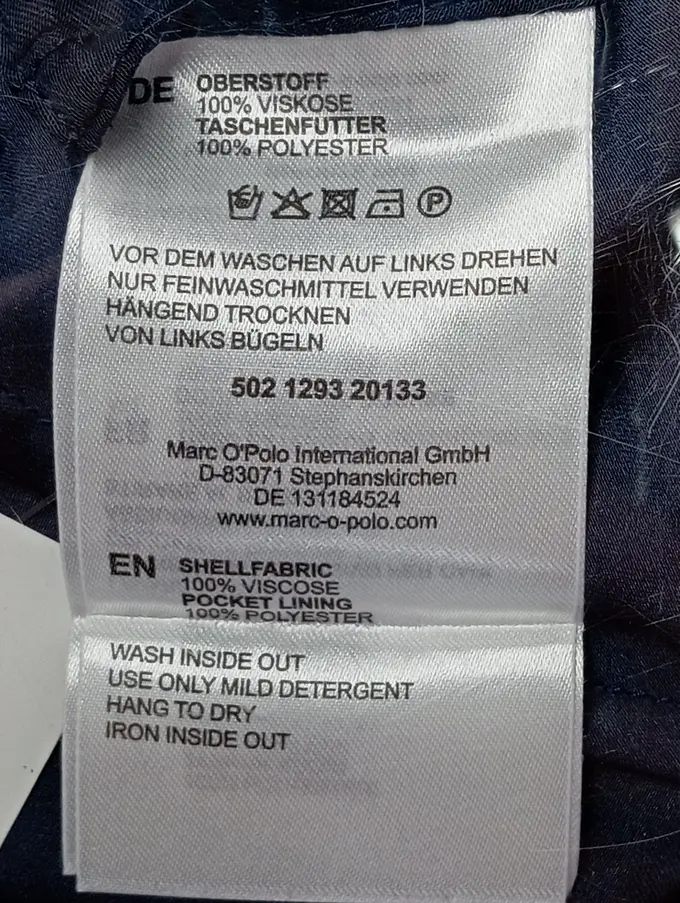 DE OBERSTOFF
100% VISKOSE
TASCHENFUTTER
100% POLYESTER
P
VOR DEM WASCHEN AUF LINKS DREHEN
NUR FEINWASCHMITTEL VERWENDEN
HÄNGEND TROCKNEN
VON LINKS BÜGELN
502 1293 20133
Marc O'Polo International GmbH
D-83071 Stephanskirchen
DE 131184524
www.marc-o-polo.com
EN SHELLFABRIC
100% VISCOSE
POCKET LINING
100% POLYESTER
WASH INSIDE OUT
USE ONLY MILD DETERGENT
HANG TO DRY
IRON INSIDE OUT